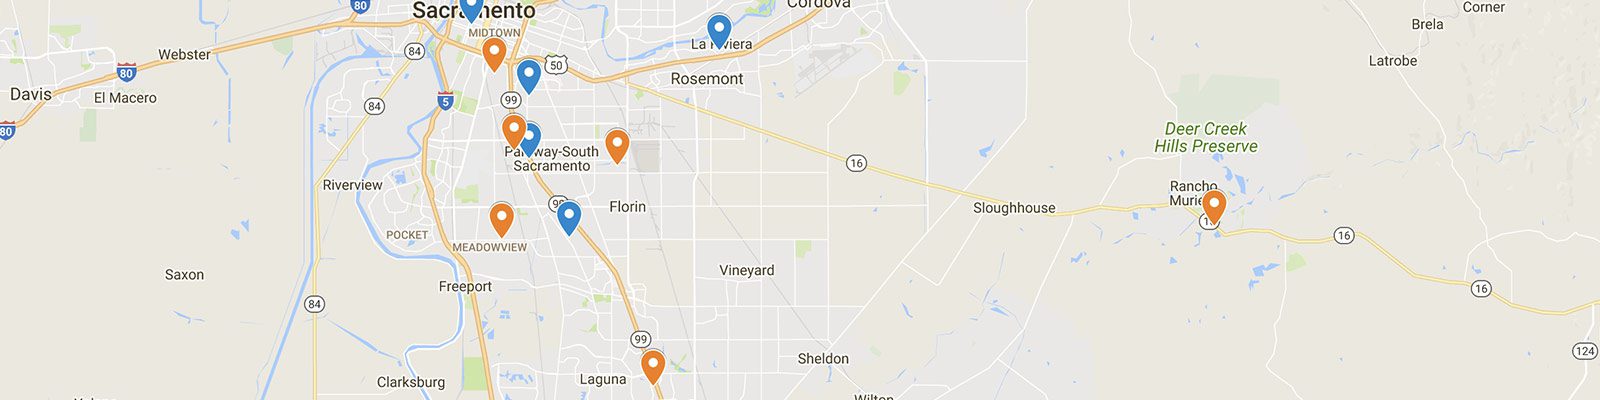 80
Sacramento
Cordova
Corner
Brela
MIDTOWN
La Riviera
Webster
84
50
Latrobe
80
Rosemont
Davis
El Macero
5
99
84
80
Deer Creek
Hills Preserve
Parkway-South
Sacramento
16
Riverview
Rancho
Florin
Sloughhouse
POCKET
MEADOWVIEW
16
Saxon
Vineyard
Freeport
16
84
99
124
Sheldon
Laguna
Clarksburg
Wilton